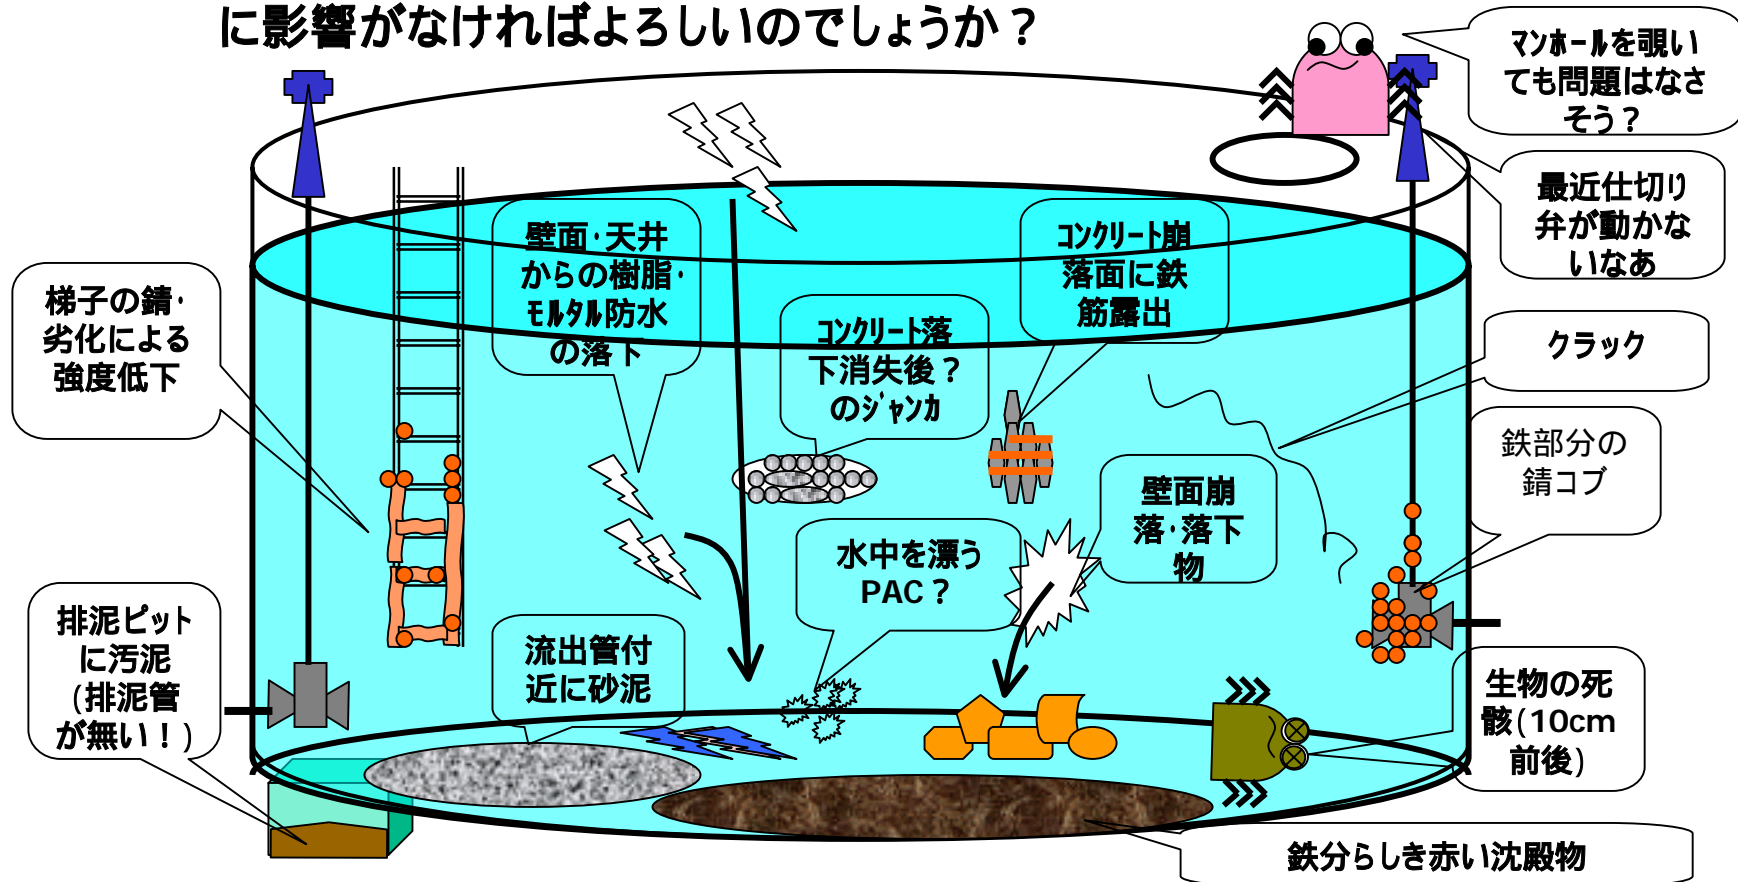 に影響がなければよろしいのでしょうか？
マンホールを覗い
ても問題はなさ
そう？
最近仕切り
弁が動かな
いなあ
壁面・天井
からの樹脂・
モルタル防水
の落下
コンクリート崩
落面に鉄
筋露出
梯子の錆・
劣化による
強度低下
コンクリート落
下消失後？
のジャンカ
クラック
鉄部分の
錆コブ
壁面崩
落・落下
物
水中を漂う
PAC？
排泥ピット
に汚泥
(排泥管
が無い！)
流出管付
近に砂泥
生物の死
骸(10cm
前後)
鉄分らしき赤い沈殿物